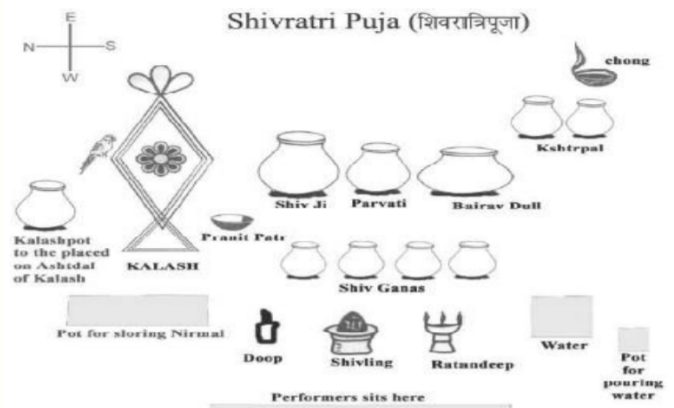 E
Shivratri Puja (शिवरात्रिपूजा)
N S
W
chong
Kshtrpal
Shiv Ji Parvati Bairav Dull
Kalashpot
to the placed
on Ashtdal
of Kalash
KALASH
Pranit Patr
Shiv Ganas
Pot for storing Nirmal
Doop
Shivling
Ratandeep
Water
Pot
for
pouring
water
Performers sits here